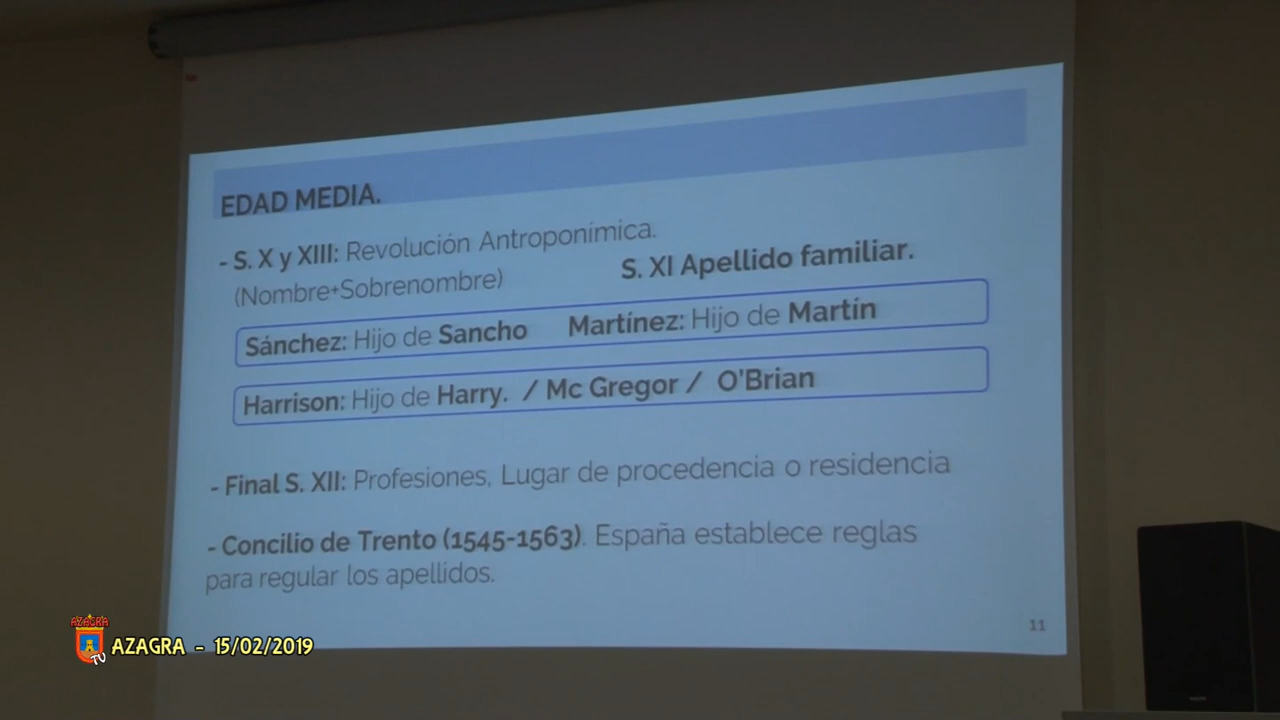 EDAD MEDIA.
- S. X y XIII: Revolución Antroponímica.
(Nombre+Sobrenombre)
S. XI Apellido familiar.
Sánchez: Hijo de Sancho Martínez: Hijo de Martín
Harrison: Hijo de Harry. / Mc Gregor / O'Brian
- Final S. XII: Profesiones, Lugar de procedencia o residencia
- Concilio de Trento (1545-1563). España establece reglas
para regular los apellidos.
11
AZAGRA
TV
AZAGRA - 15/02/2019